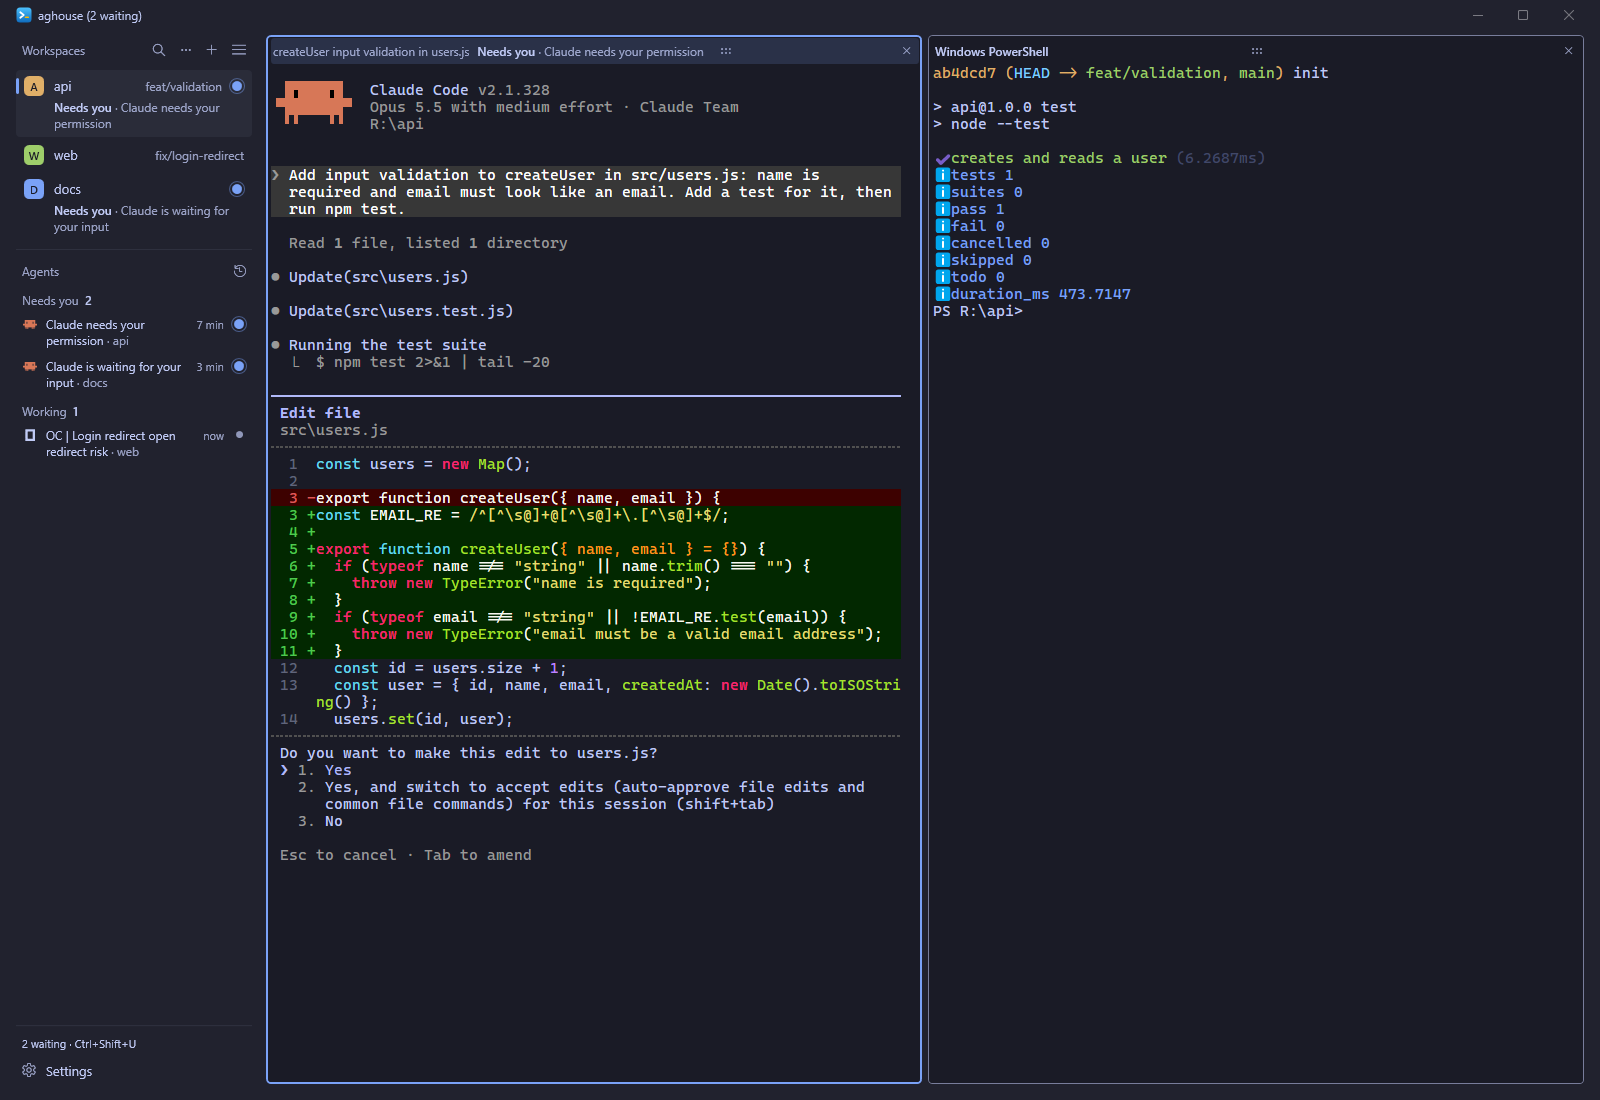 aghouse (2 waiting)
Workspaces
A api feat/validation
Needs you · Claude needs your
permission
W web fix/login-redirect
D docs
Needs you · Claude is waiting for
your input
Agents
Needs you 2
Claude needs your 7 min
permission · api
Claude is waiting for your 3 min
input · docs
Working 1
OC | Login redirect open now
redirect risk · web
2 waiting · Ctrl+Shift+U
Settings
createUser input validation in users.js Needs you · Claude needs your permission
Claude Code v2.1.328
Opus 5.5 with medium effort · Claude Team
R:\api
❯ Add input validation to createUser in src/users.js: name is
required and email must look like an email. Add a test for it, then
run npm test.
Read 1 file, listed 1 directory
● Update(src\users.js)
● Update(src\users.test.js)
● Running the test suite
└ $ npm test 2>&1 | tail -20
Edit file
src\users.js
1 const users = new Map();
2
3 -export function createUser({ name, email }) {
3 +const EMAIL_RE = /^[^\s@]+@[^\s@]+\.[^\s@]+$/;
4 +
5 +export function createUser({ name, email } = {}) {
6 + if (typeof name !== "string" || name.trim() === "") {
7 + throw new TypeError("name is required");
8 + }
9 + if (typeof email !== "string" || !EMAIL_RE.test(email)) {
10 + throw new TypeError("email must be a valid email address");
11 + }
12 const id = users.size + 1;
13 const user = { id, name, email, createdAt: new Date().toISOStri
ng() };
14 users.set(id, user);
Do you want to make this edit to users.js?
❯ 1. Yes
2. Yes, and switch to accept edits (auto-approve file edits and
common file commands) for this session (shift+tab)
3. No
Esc to cancel · Tab to amend
Windows PowerShell
ab4dcd7 (HEAD -> feat/validation, main) init
> api@1.0.0 test
> node --test
✔creates and reads a user (6.2687ms)
ℹtests 1
ℹsuites 0
ℹpass 1
ℹfail 0
ℹcancelled 0
ℹskipped 0
ℹtodo 0
ℹduration_ms 473.7147
PS R:\api>